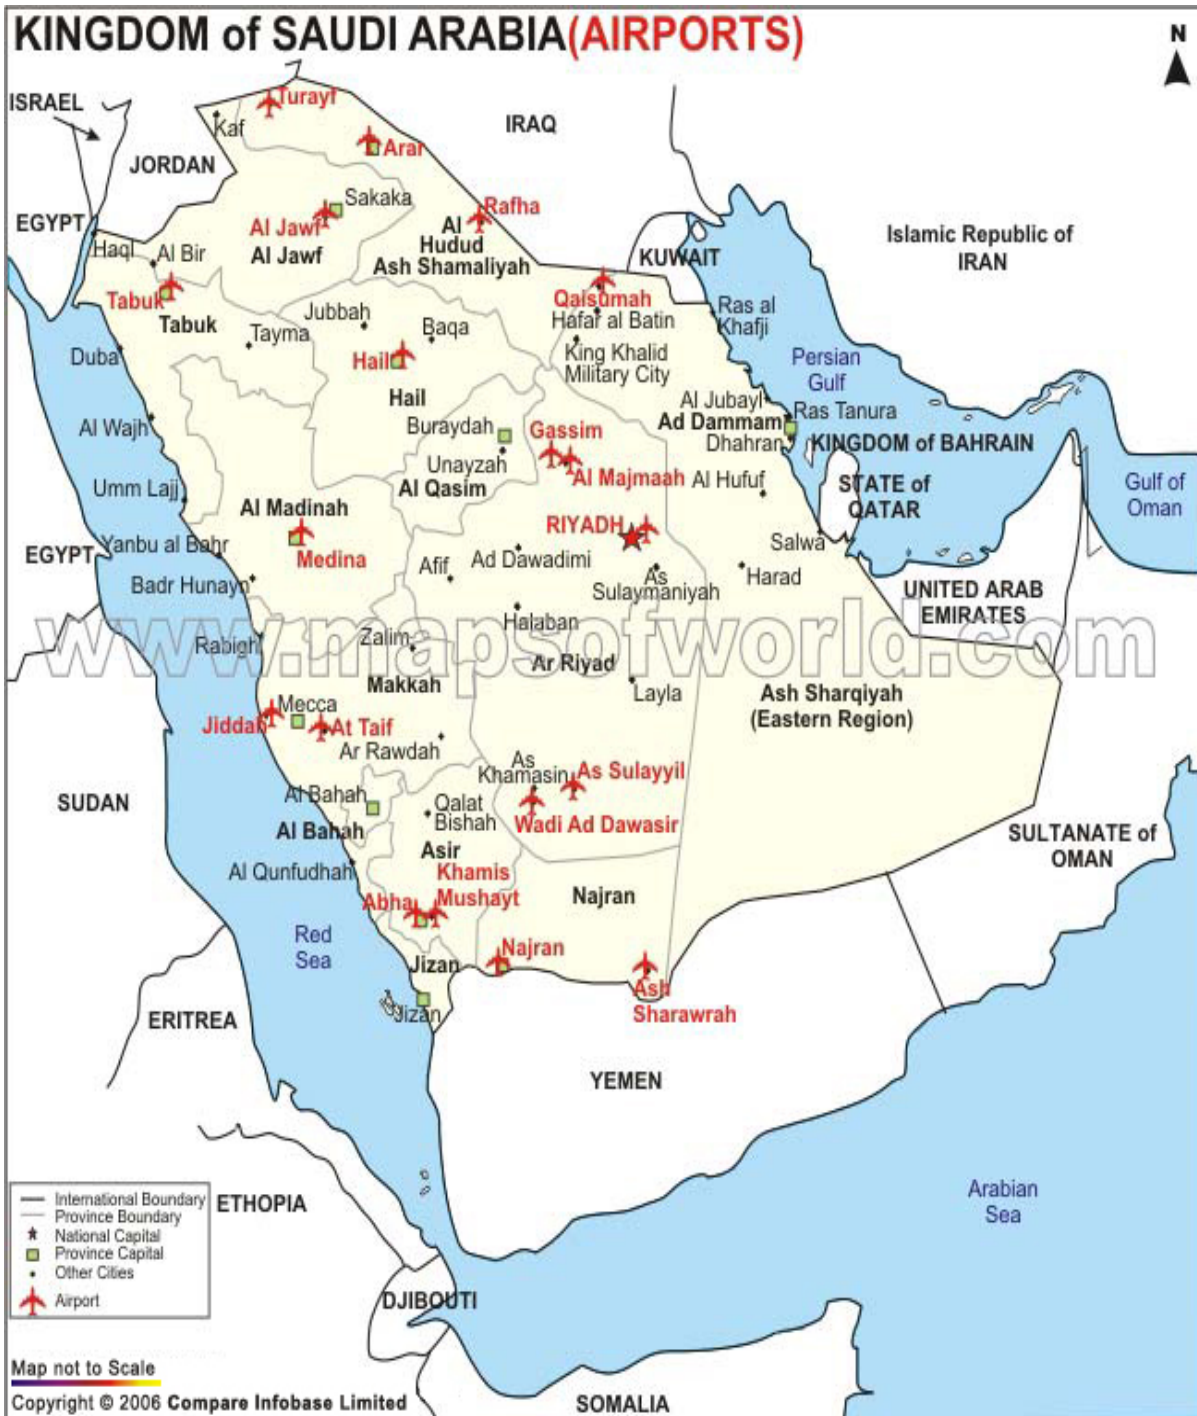 KINGDOM of SAUDI ARABIA(AIRPORTS)
N
ISRAEL
Turayf
Kaf
IRAQ
Arar
JORDAN
Sakaka
Rafha
EGYPT
Al Jawf
Al Jawf
Al
Hudud
Ash Shamaliyah
Islamic Republic of
IRAN
Haql
Al Bir
KUWAIT
Tabuk
Tabuk
Qaisumah
Hafar al Batin
Ras al
Khafji
Jubbah
Baqa
Tayma
Duba
Hail
King Khalid
Military City
Persian
Gulf
Hail
Al Jubayl
Ras Tanura
Al Wajh
Buraydah
Gassim
Ad Dammam
Dhahran
KINGDOM of BAHRAIN
Unayzah
Al Majmaah
Al Hufuf
STATE of
QATAR
Gulf of
Oman
Umm Lajj
Al Qasim
Al Madinah
RIYADH
Salwa
EGYPT
Yanbu al Bahr
Medina
Afif
Ad Dawadimi
As
Sulaymaniyah
Harad
Badr Hunayn
UNITED ARAB
EMIRATES
Halaban
www.mapsofworld.com
Rabigh
Zalim
Ar Riyad
Makkah
Layla
Ash Sharqiyah
(Eastern Region)
Mecca
Jiddah
At Taif
Ar Rawdah
As
Khamasin
As Sulayyil
SUDAN
Al Bahah
Qalat
Bishah
Wadi Ad Dawasir
Al Bahah
SULTANATE of
OMAN
Asir
Al Qunfudhah
Khamis
Mushayt
Najran
Abha
Red
Sea
Najran
Jizan
Ash
Sharawrah
Jizan
ERITREA
YEMEN
Arabian
Sea
International Boundary
Province Boundary
National Capital
Province Capital
Other Cities
Airport
ETHOPIA
DJIBOUTI
Map not to Scale
Copyright © 2006 Compare Infobase Limited
SOMALIA